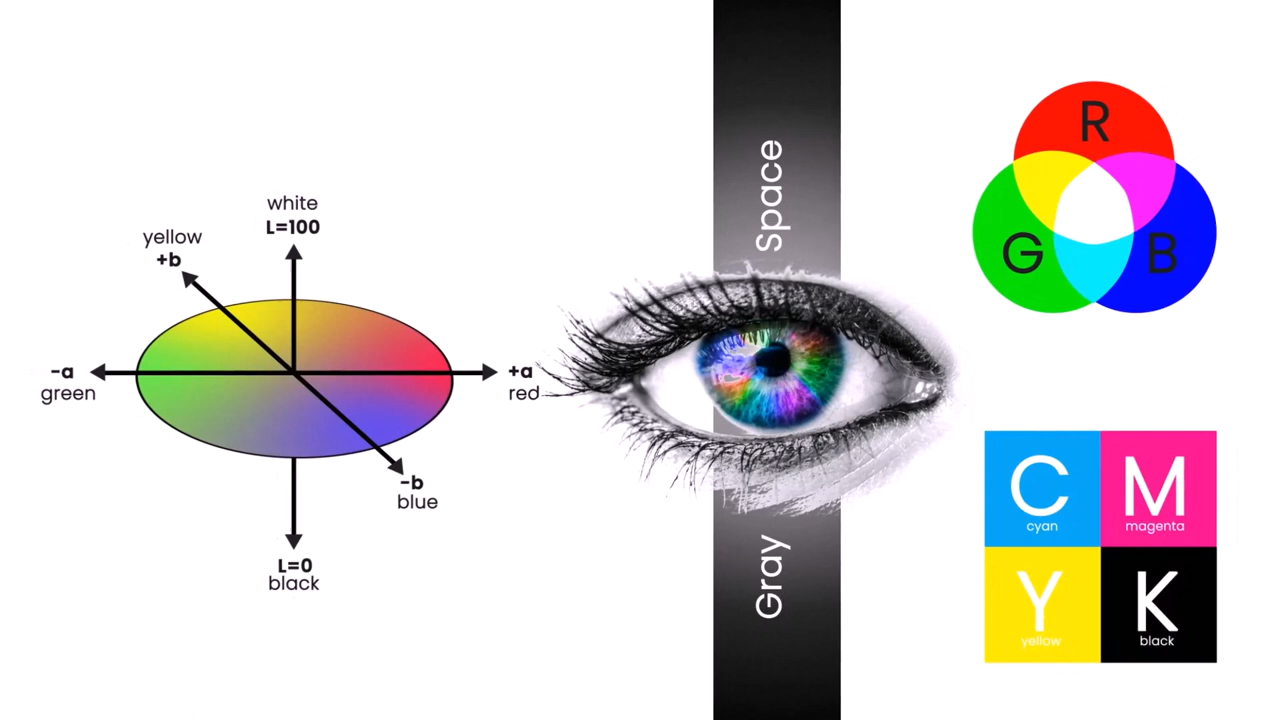 white
L=100
yellow
+b
-a
green
+a
red
-b
blue
L=0
black
Space
Gray
R
G
B
C
cyan
M
magenta
Y
yellow
K
black